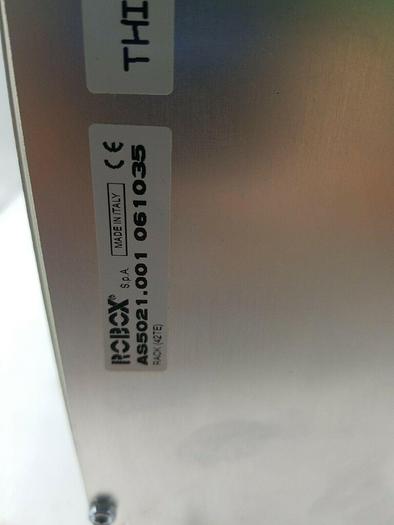 THI
ROBOX® S.p.A. MADE IN ITALY CE
AS5021.001 061035
RACK (42TE)